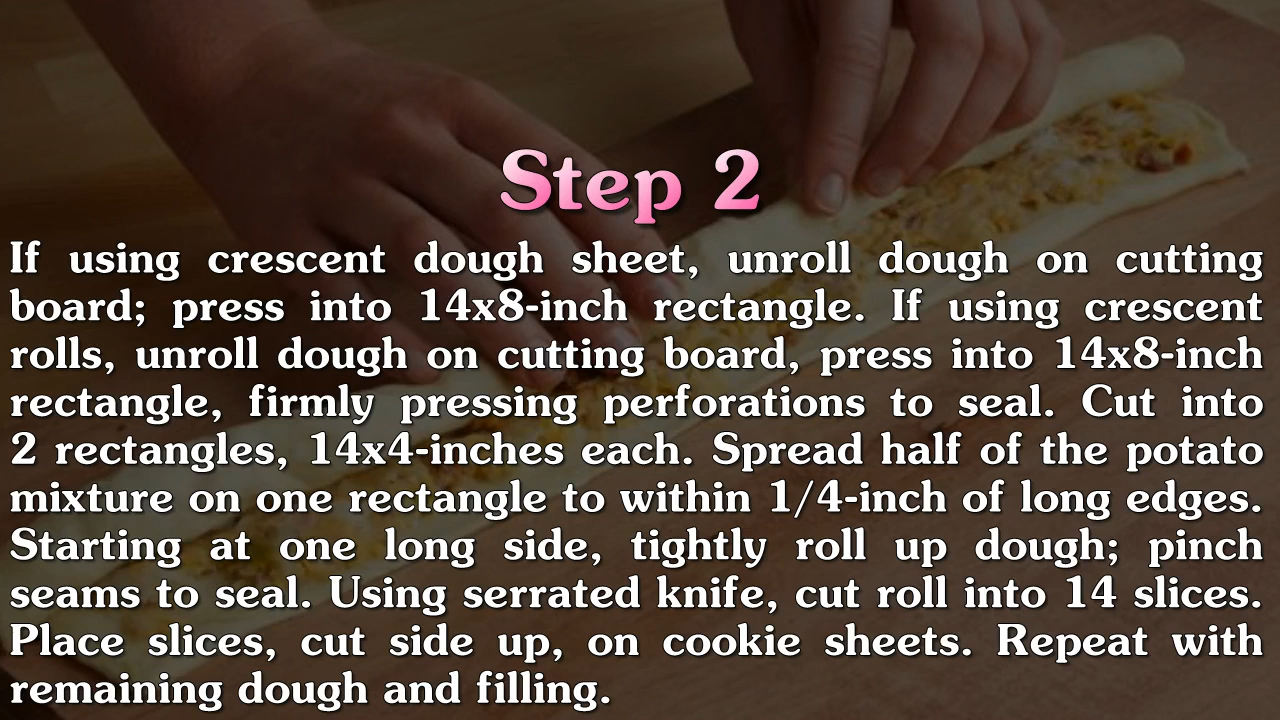 Step 2
If using crescent dough sheet, unroll dough on cutting
board; press into 14x8-inch rectangle. If using crescent
rolls, unroll dough on cutting board, press into 14x8-inch
rectangle, firmly pressing perforations to seal. Cut into
2 rectangles, 14x4-inches each. Spread half of the potato
mixture on one rectangle to within 1/4-inch of long edges.
Starting at one long side, tightly roll up dough; pinch
seams to seal. Using serrated knife, cut roll into 14 slices.
Place slices, cut side up, on cookie sheets. Repeat with
remaining dough and filling.